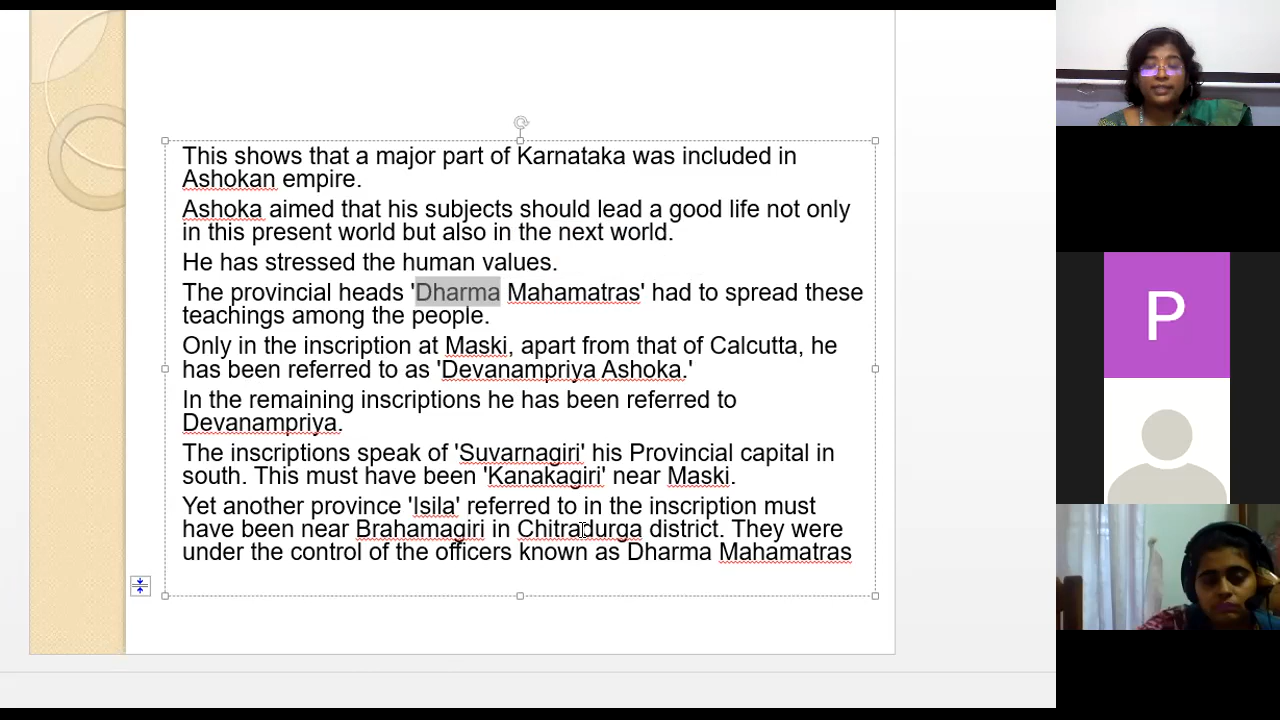 This shows that a major part of Karnataka was included in
Ashokan empire.
Ashoka aimed that his subjects should lead a good life not only
in this present world but also in the next world.
He has stressed the human values.
The provincial heads 'Dharma Mahamatras' had to spread these
teachings among the people.
Only in the inscription at Maski, apart from that of Calcutta, he
has been referred to as 'Devanampriya Ashoka.'
In the remaining inscriptions he has been referred to
Devanampriya.
The inscriptions speak of 'Suvarnagiri' his Provincial capital in
south. This must have been 'Kanakagiri' near Maski.
Yet another province 'Isila' referred to in the inscription must
have been near Brahamagiri in Chitradurga district. They were
under the control of the officers known as Dharma Mahamatras
P